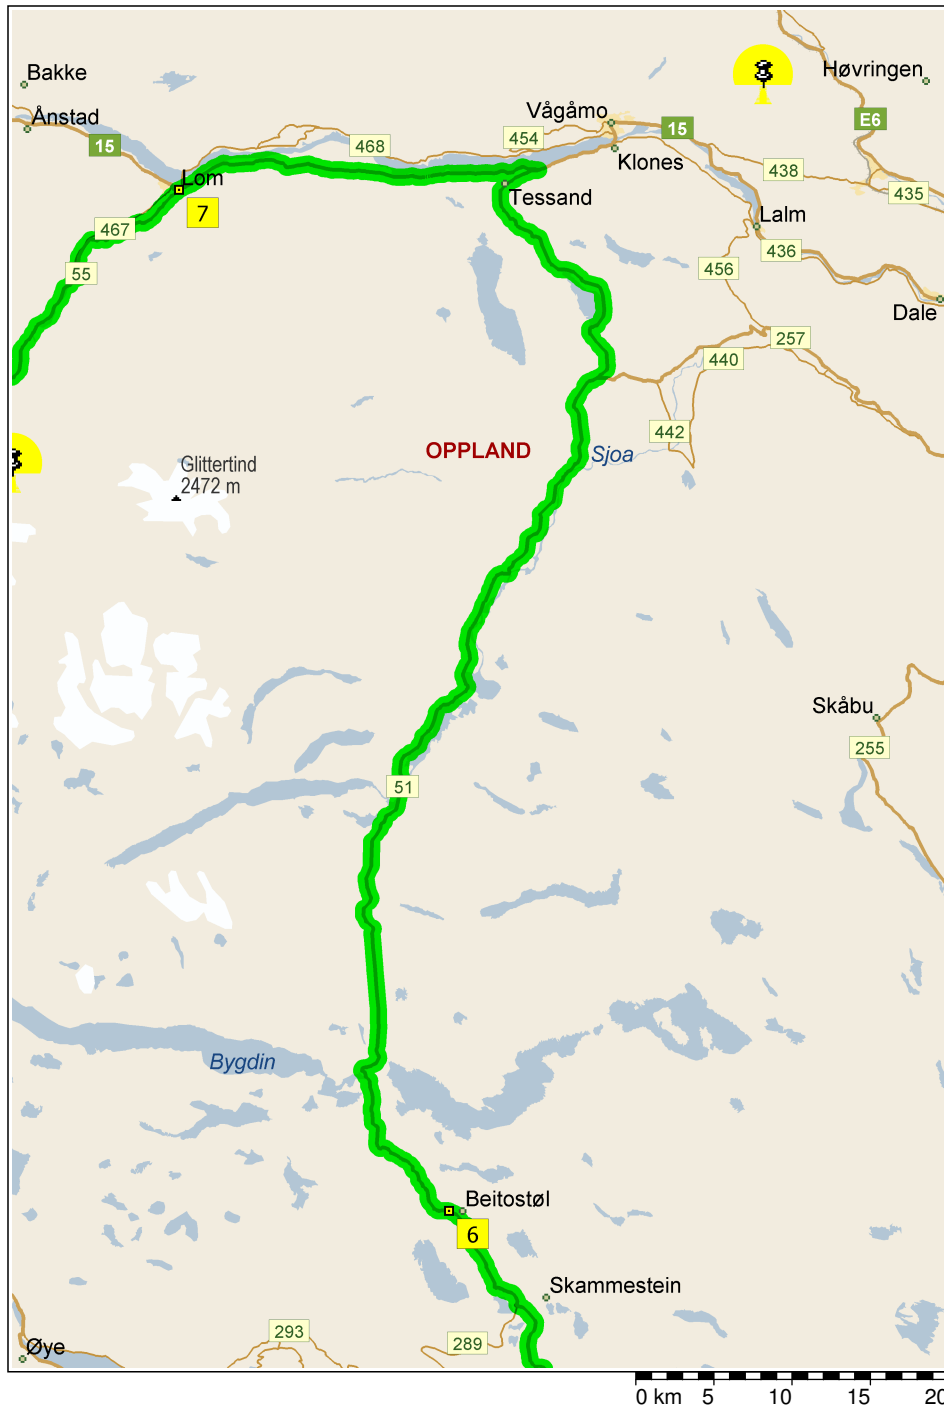 Bakke
Høvringen
Ånstad
Vågåmo
E6
15
454
15
468
Klones
438
Lom
Tessand
435
7
Lalm
467
436
55
456
Dale
257
440
442
OPPLAND
Sjoa
Glittertind
2472 m
Skåbu
255
51
Bygdin
Beitostøl
6
Skammestein
293
289
Øye
0 km 5 10 15 20